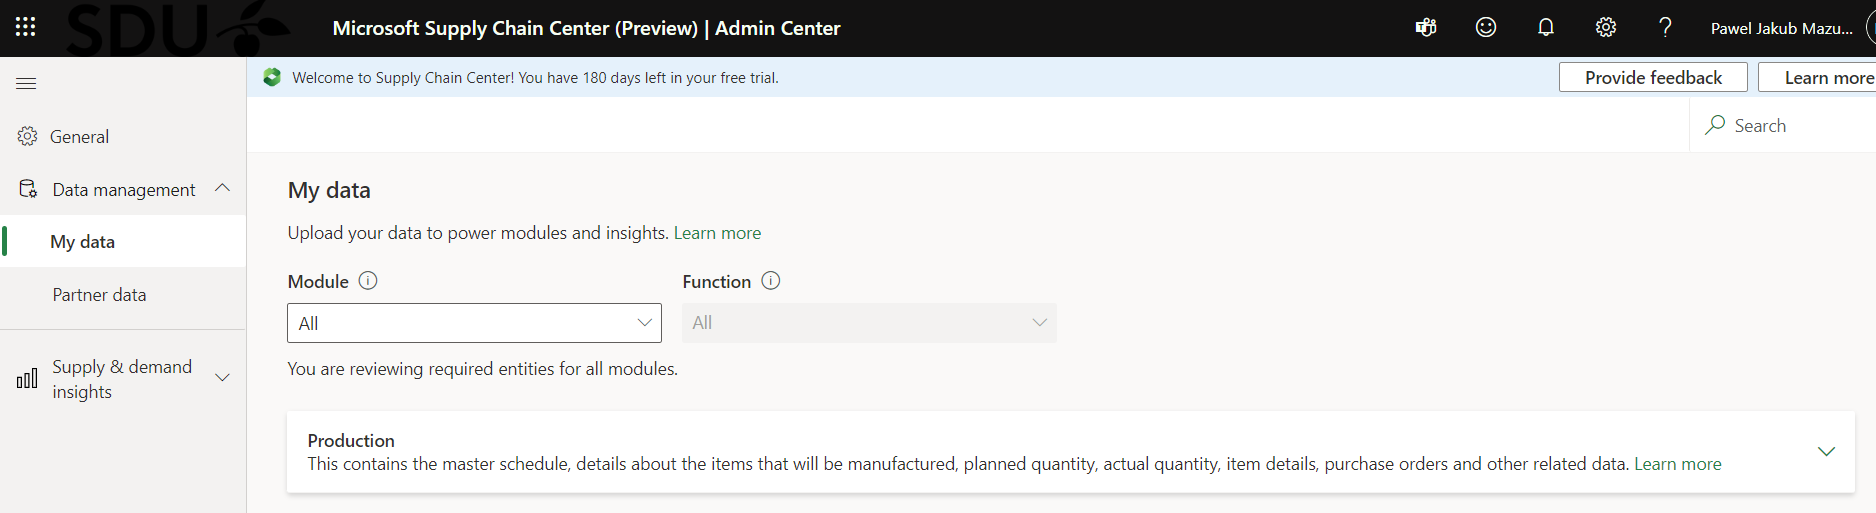 SDU
Microsoft Supply Chain Center (Preview) | Admin Center
Pawel Jakub Mazu...
Welcome to Supply Chain Center! You have 180 days left in your free trial.
Provide feedback
Learn more
General
Search
Data management
My data
My data
Upload your data to power modules and insights. Learn more
Partner data
Module
Function
All
All
You are reviewing required entities for all modules.
Supply & demand
insights
Production
This contains the master schedule, details about the items that will be manufactured, planned quantity, actual quantity, item details, purchase orders and other related data. Learn more